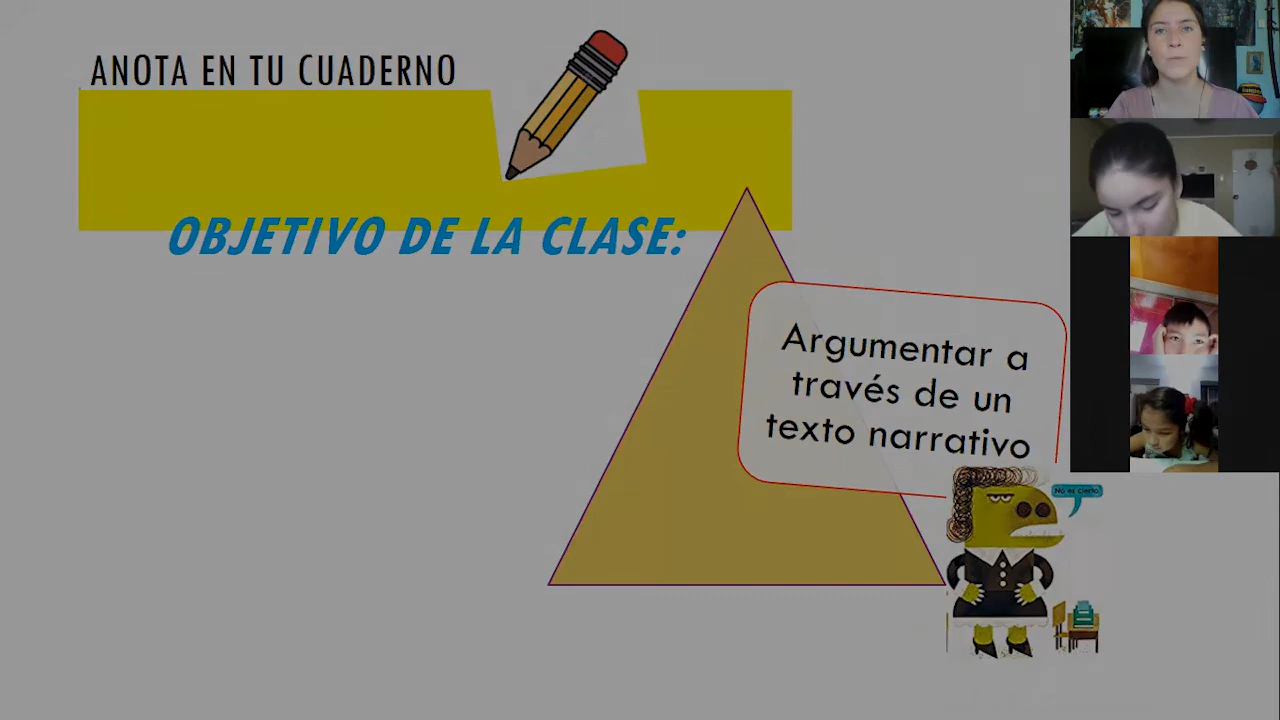 ANOTA EN TU CUADERNO
OBJETIVO DE LA CLASE:
Argumentar a
través de un
texto narrativo
No es cierto